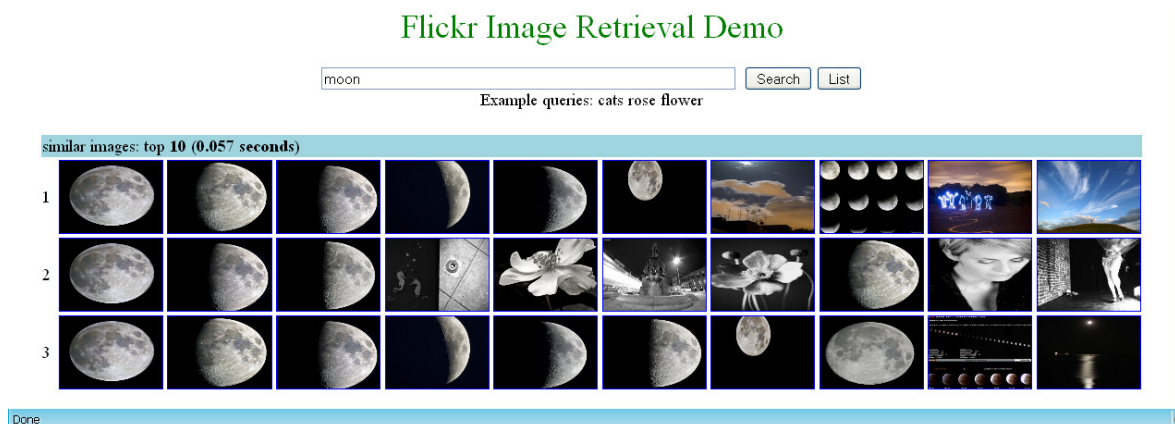 Flickr Image Retrieval Demo
moon Search List
Example queries: cats rose flower
similar images: top 10 (0.057 seconds)
1
2
3
Done